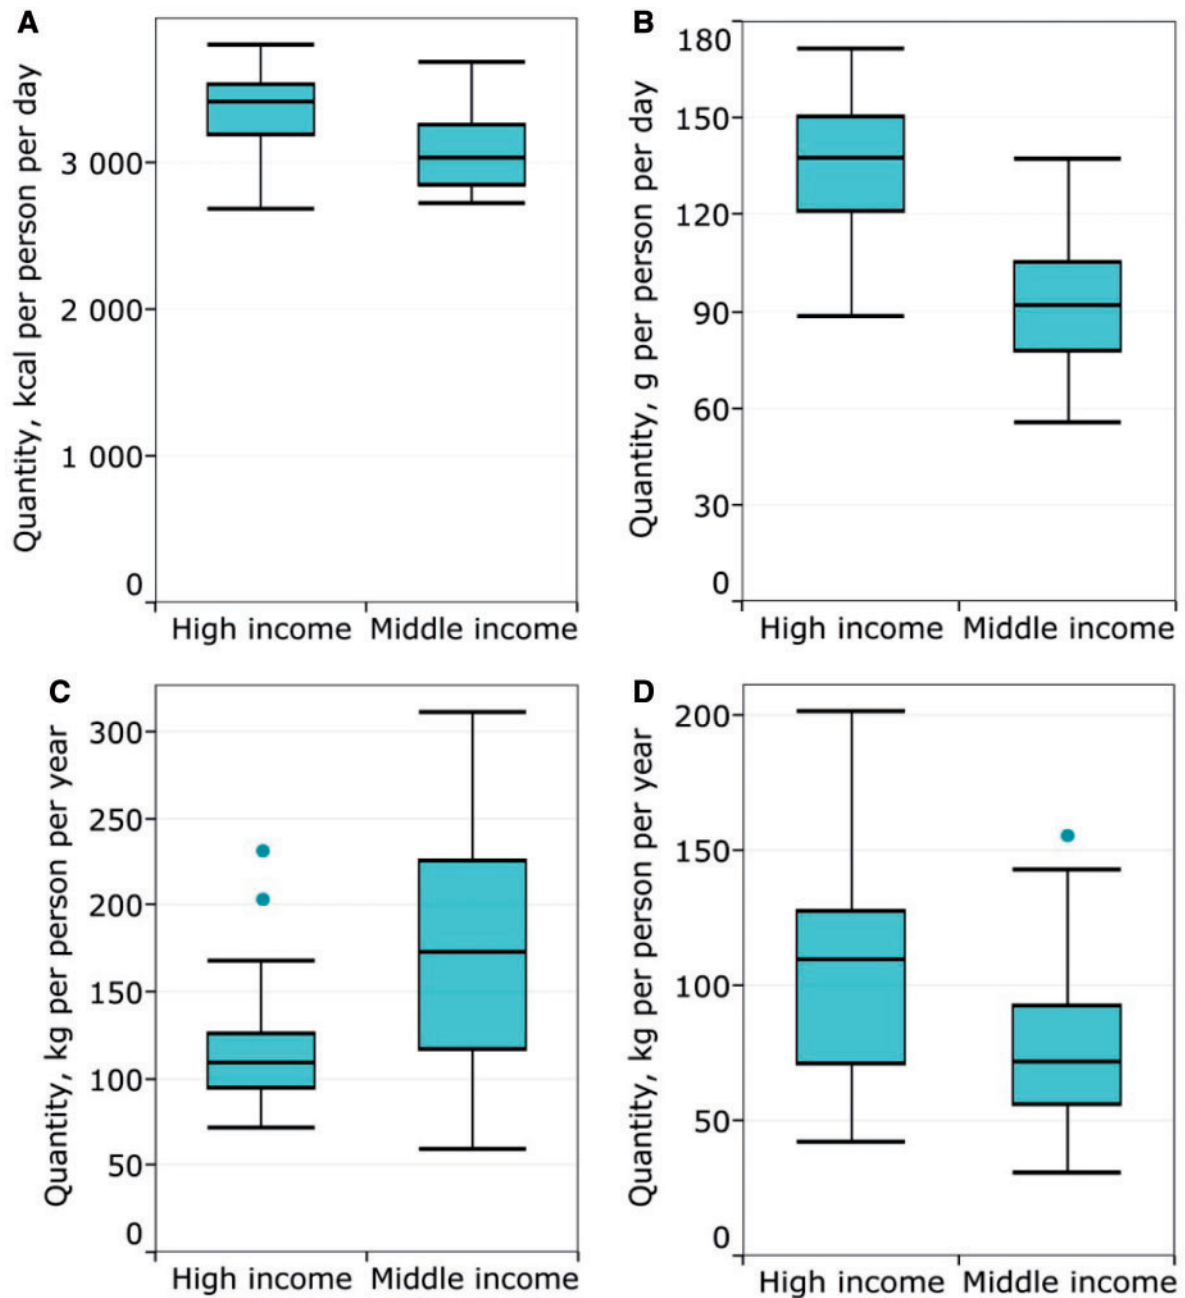 A
Quantity, kcal per person per day
3 000
2 000
1 000
0
High income
Middle income
B
Quantity, g per person per day
180
150
120
90
60
30
0
High income
Middle income
C
Quantity, kg per person per year
300
250
200
150
100
50
0
High income
Middle income
D
Quantity, kg per person per year
200
150
100
50
0
High income
Middle income